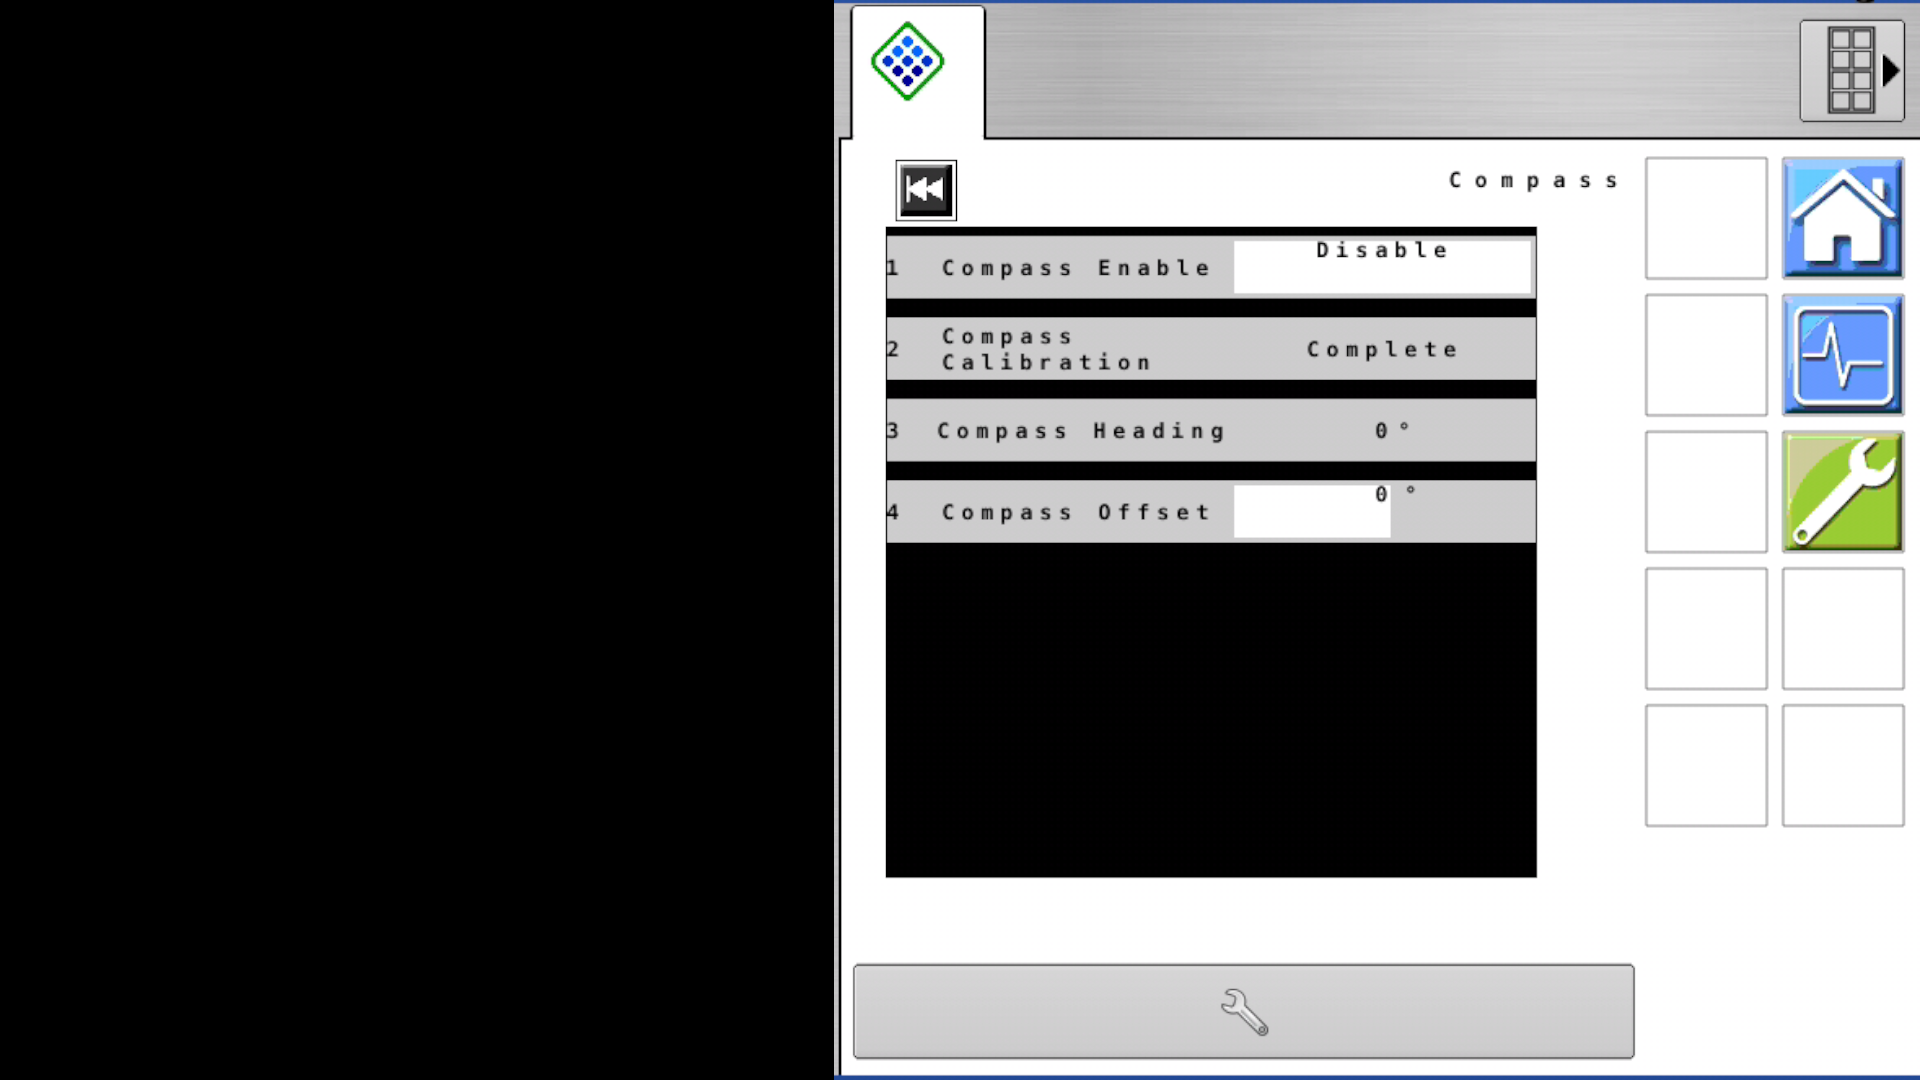 Compass
1 Compass Enable Disable
2 Compass Calibration Complete
3 Compass Heading 0 °
4 Compass Offset 0 °